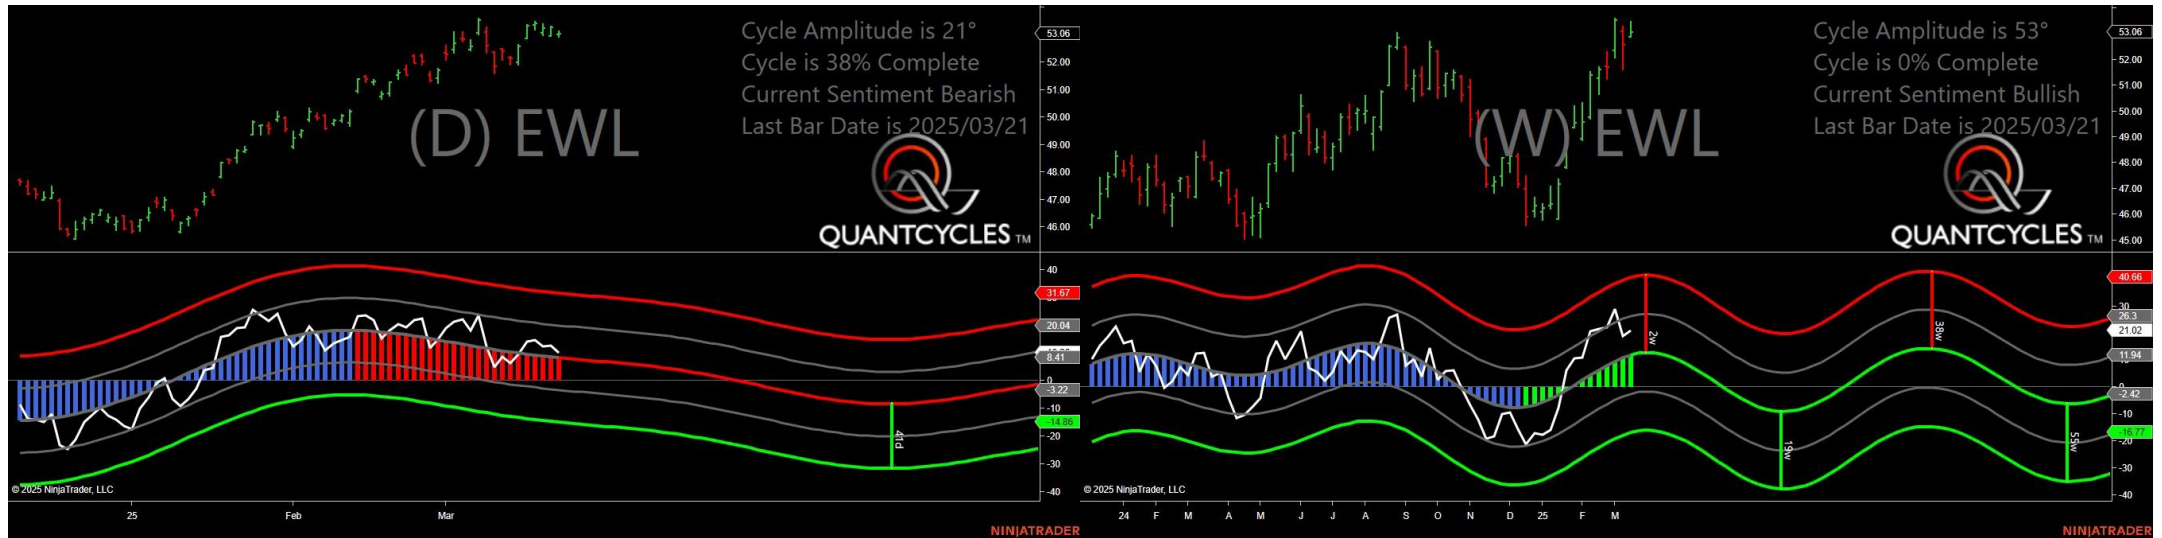 Cycle Amplitude is 21°
Cycle is 38% Complete
Current Sentiment Bearish
Last Bar Date is 2025/03/21
(D) EWL
QUANTCYCLES TM
53.06
52.00
51.00
50.00
49.00
48.00
47.00
46.00
40
31.67
20.04
8.41
0
-3.22
-10
-14.86
-20
-30
-40
41d
© 2025 NinjaTrader, LLC
25 Feb Mar
NINJATRADER
Cycle Amplitude is 53°
Cycle is 0% Complete
Current Sentiment Bullish
Last Bar Date is 2025/03/21
(W) EWL
QUANTCYCLES TM
53.06
52.00
51.00
50.00
49.00
48.00
47.00
46.00
45.00
40.66
30
26.3
21.02
11.94
-2.42
-10
-16.77
-20
-30
-40
2w
38w
19w
55w
© 2025 NinjaTrader, LLC
24 F M A M J J A S O N D 25 F M
NINJATRADER